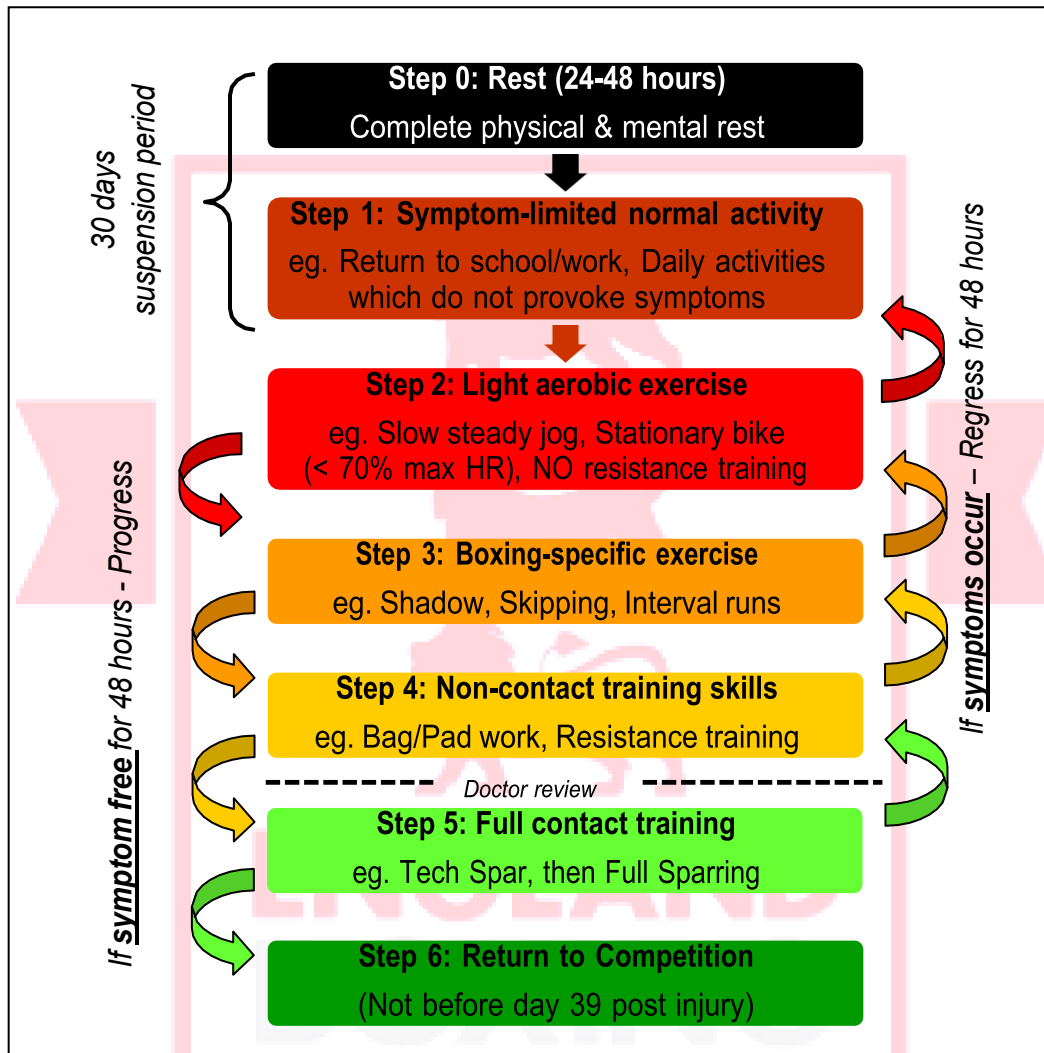 Step 0: Rest (24-48 hours)
Complete physical & mental rest
30 days
suspension period
Step 1: Symptom-limited normal activity
eg. Return to school/work, Daily activities
which do not provoke symptoms
Step 2: Light aerobic exercise
eg. Slow steady jog, Stationary bike
(< 70% max HR), NO resistance training
Step 3: Boxing-specific exercise
eg. Shadow, Skipping, Interval runs
Step 4: Non-contact training skills
eg. Bag/Pad work, Resistance training
Doctor review
Step 5: Full contact training
eg. Tech Spar, then Full Sparring
Step 6: Return to Competition
(Not before day 39 post injury)
If symptom free for 48 hours - Progress
If symptoms occur – Regress for 48 hours
ENGLAND
BOXING